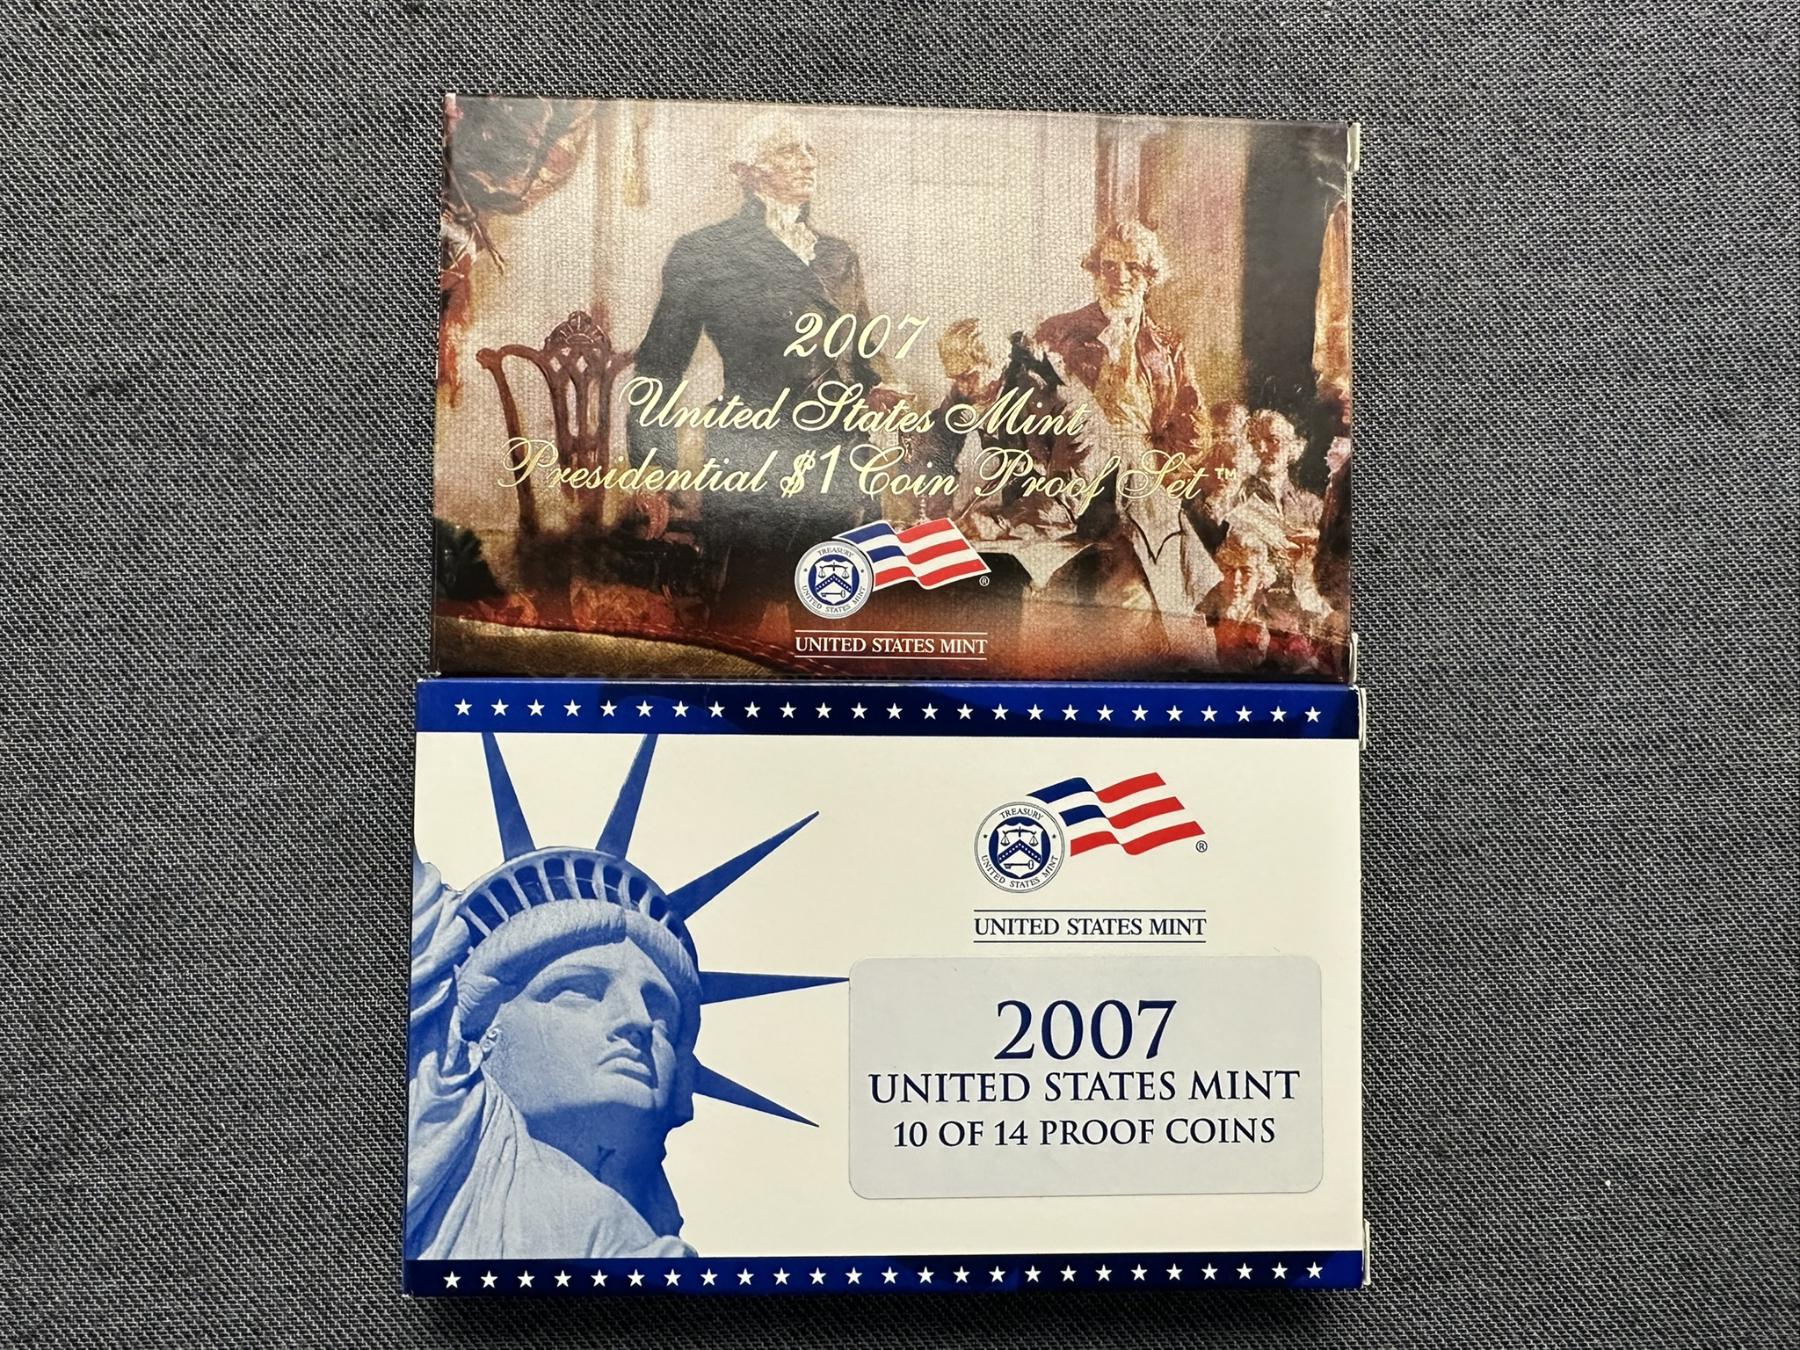 2007
United States Mint
Presidential $1 Coin Proof Set™
TREASURY
UNITED STATES MINT
®
UNITED STATES MINT
TREASURY
UNITED STATES MINT
®
UNITED STATES MINT
2007
UNITED STATES MINT
10 OF 14 PROOF COINS